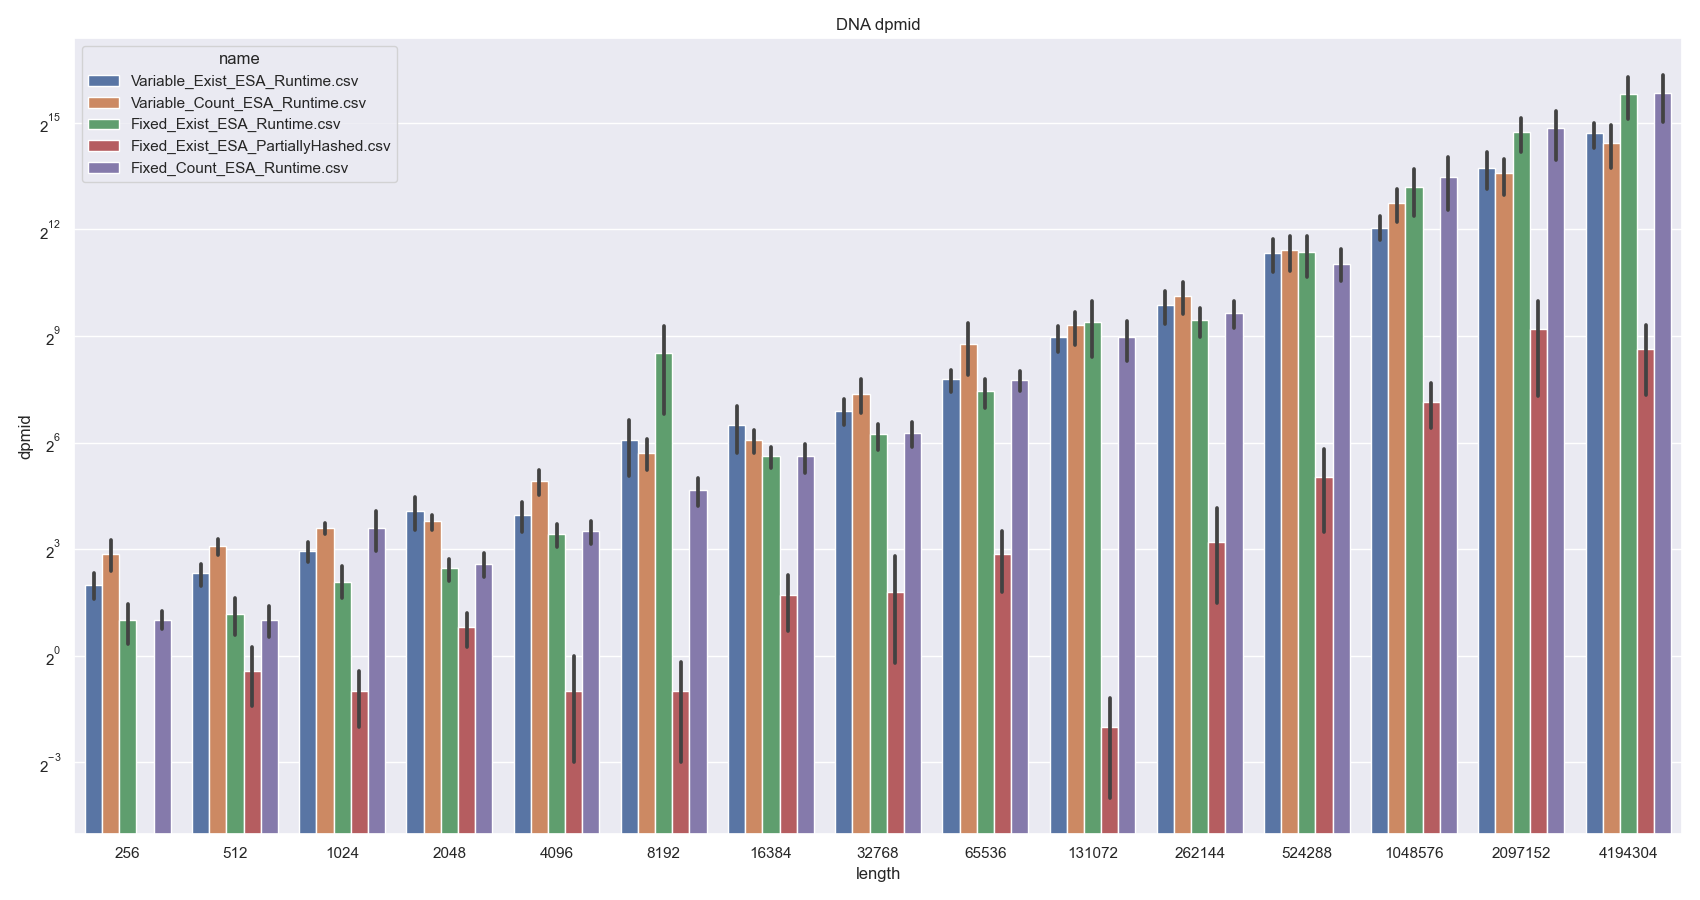 DNA dpmid
name
Variable_Exist_ESA_Runtime.csv
Variable_Count_ESA_Runtime.csv
Fixed_Exist_ESA_Runtime.csv
Fixed_Exist_ESA_PartiallyHashed.csv
Fixed_Count_ESA_Runtime.csv
2^15
2^12
2^9
2^6
2^3
2^0
2^−3
dpmid
256 512 1024 2048 4096 8192 16384 32768 65536 131072 262144 524288 1048576 2097152 4194304
length